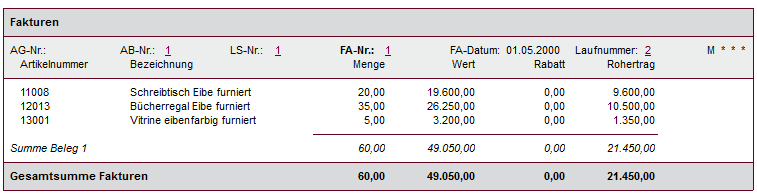 Fakturen
AG-Nr.: AB-Nr.: 1 LS-Nr.: 1 FA-Nr.: 1 FA-Datum: 01.05.2000 Laufnummer: 2 M * * *
Artikelnummer Bezeichnung Menge Wert Rabatt Rohertrag
11008 Schreibtisch Eibe furniert 20,00 19.600,00 0,00 9.600,00
12013 Bücherregal Eibe furniert 35,00 26.250,00 0,00 10.500,00
13001 Vitrine eibenfarbig furniert 5,00 3.200,00 0,00 1.350,00
Summe Beleg 1 60,00 49.050,00 0,00 21.450,00
Gesamtsumme Fakturen 60,00 49.050,00 0,00 21.450,00